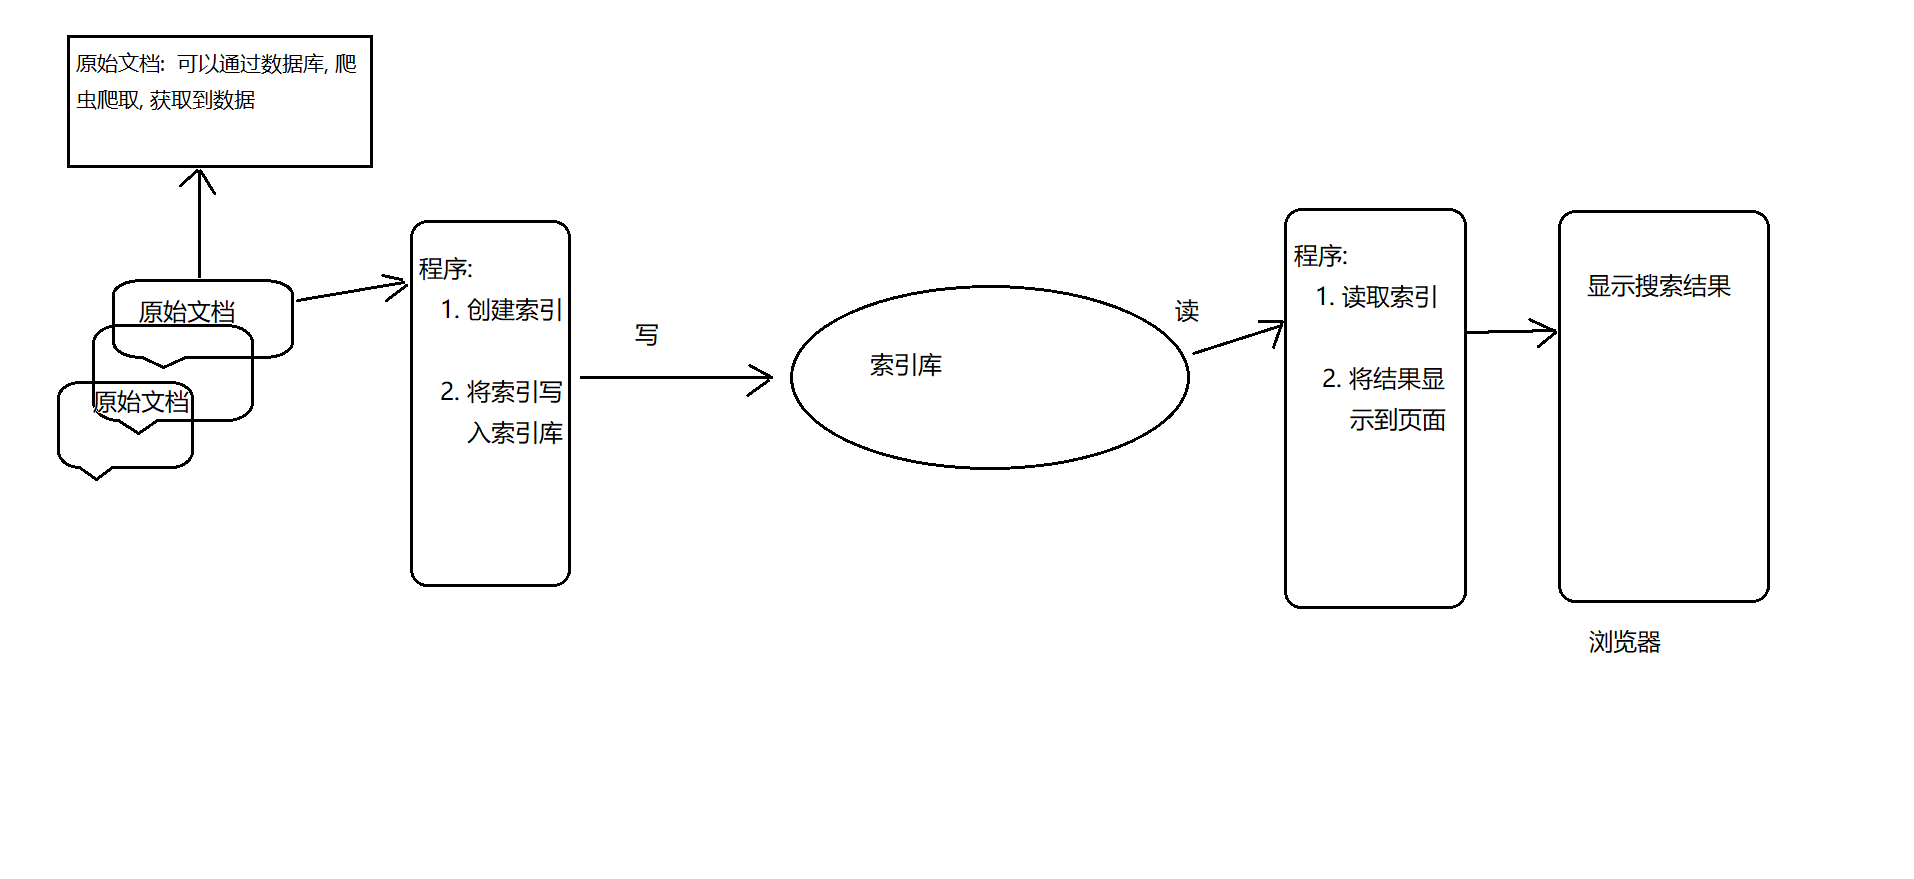 原始文档: 可以通过数据库, 爬
虫爬取, 获取到数据
原始文档
原始文档
程序:
1. 创建索引
2. 将索引写
入索引库
写
索引库
读
程序:
1. 读取索引
2. 将结果显
示到页面
显示搜索结果
浏览器